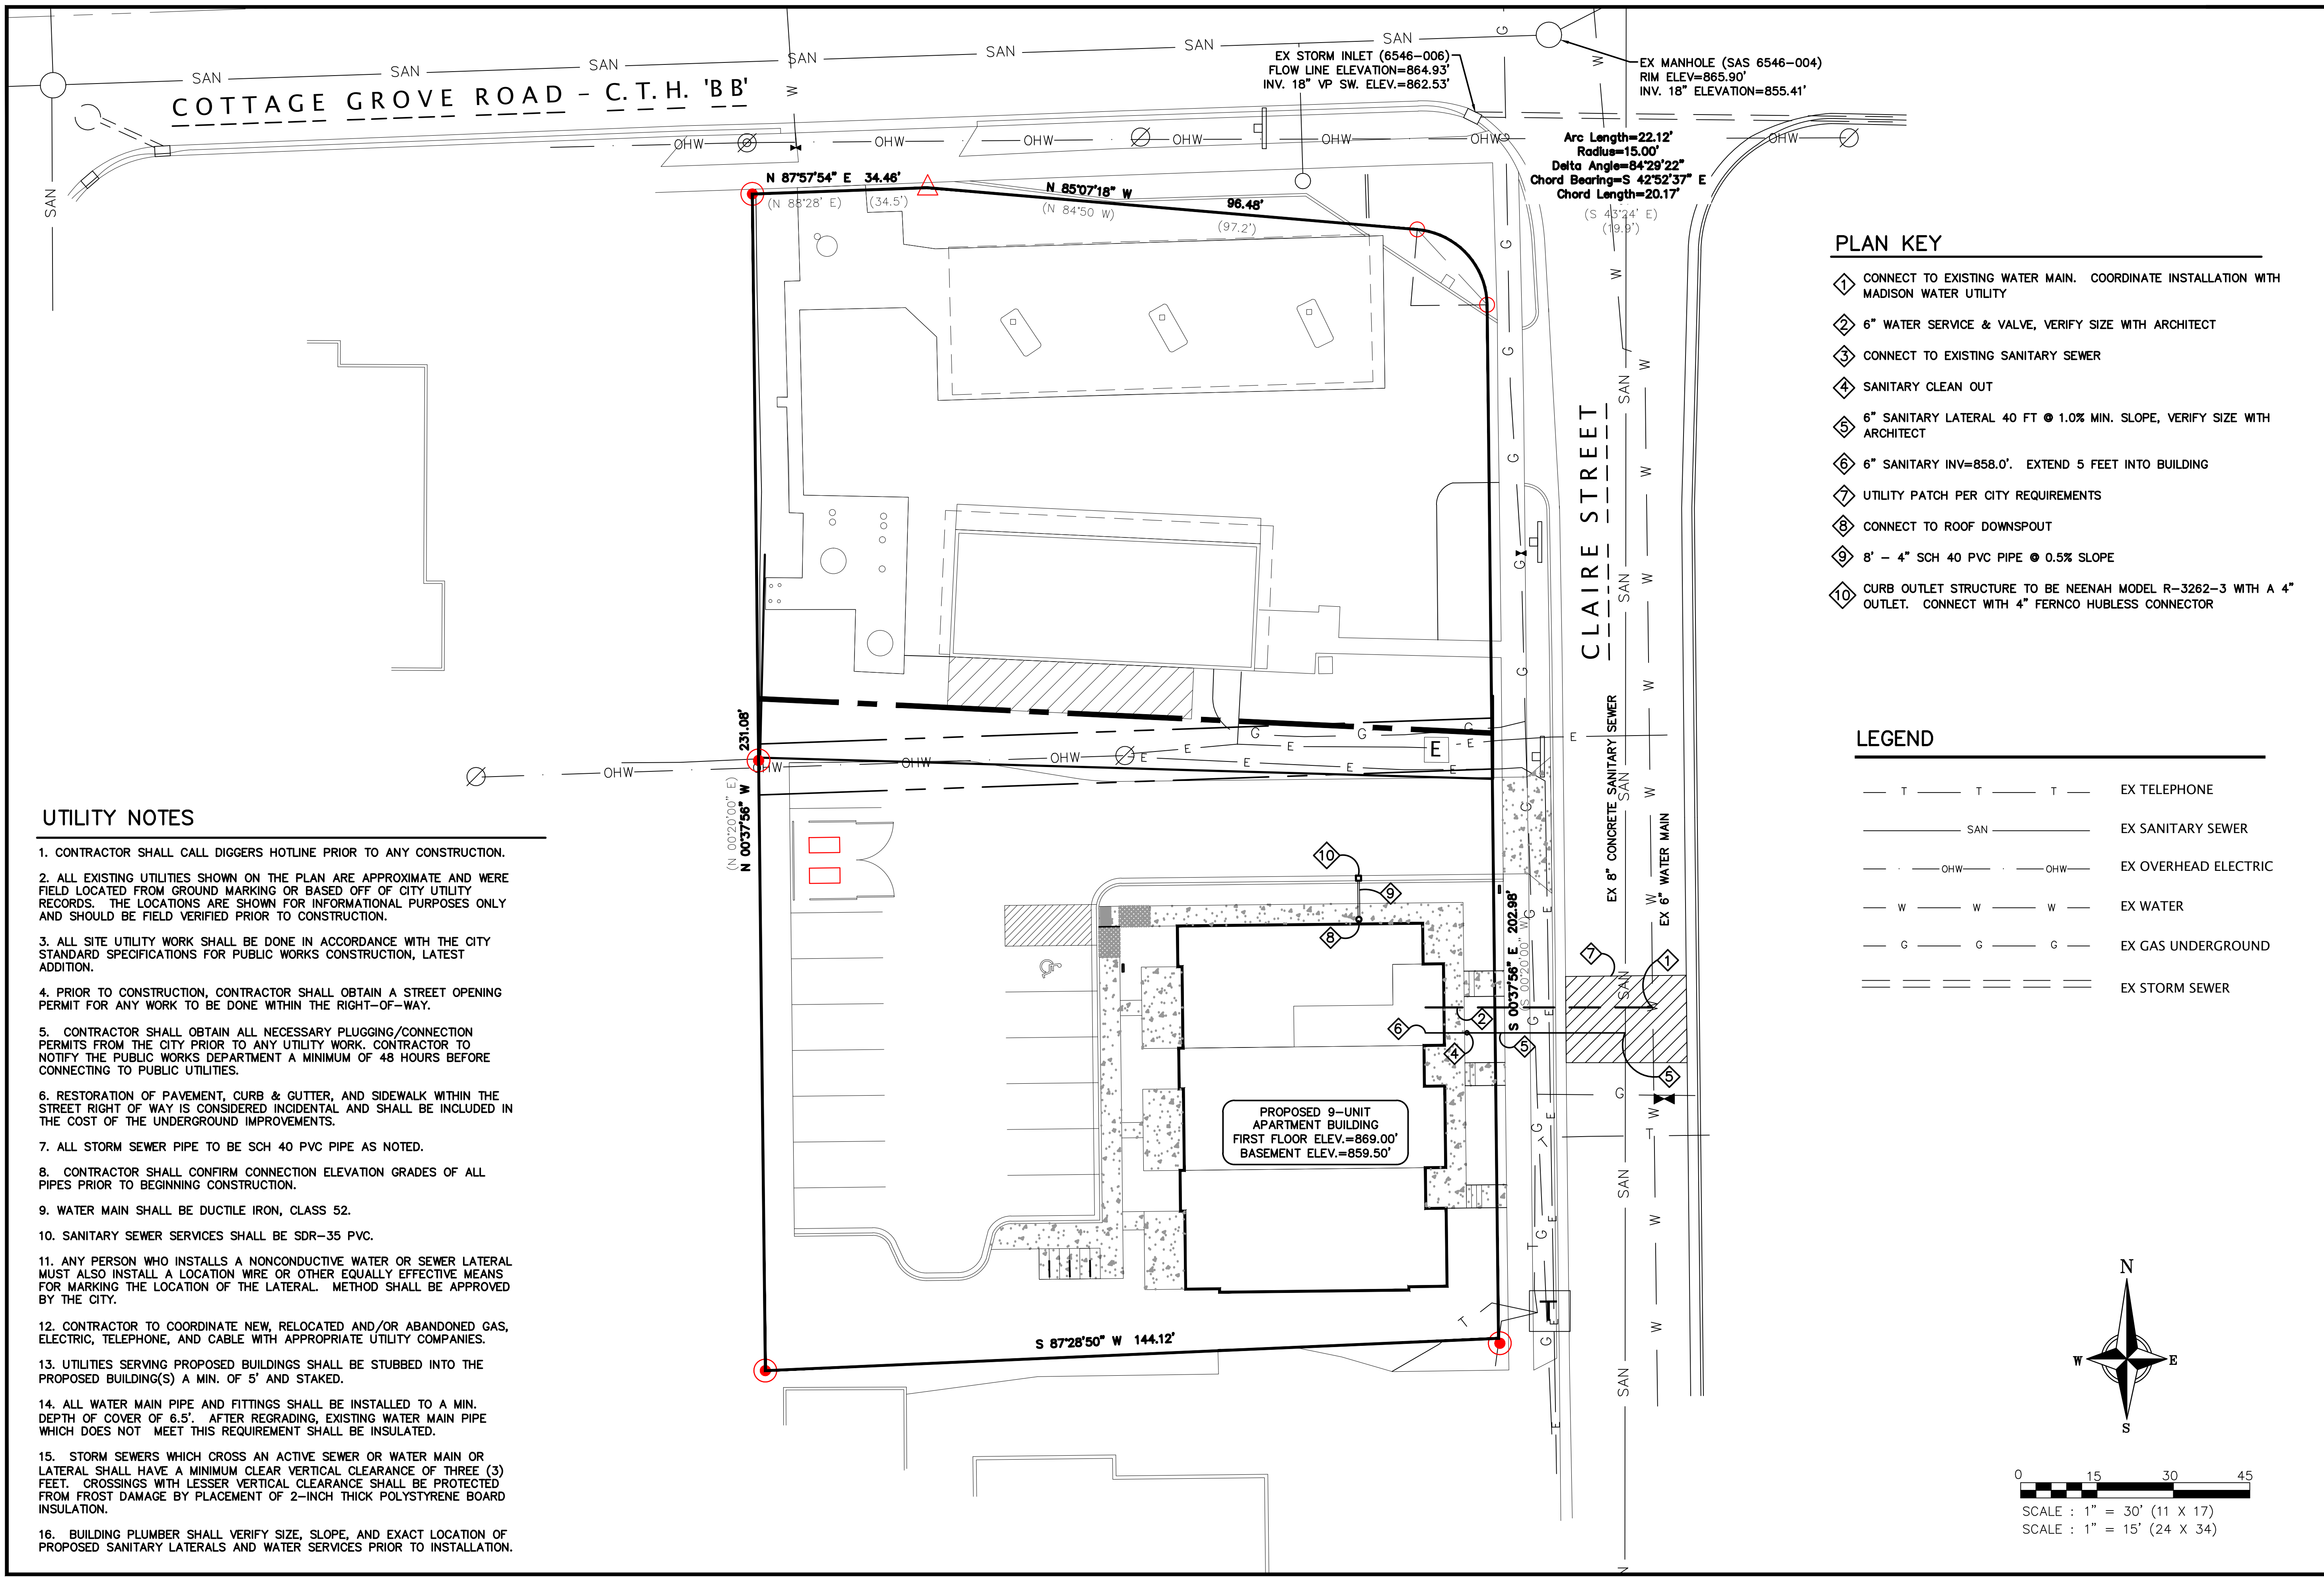 SAN SAN SAN SAN SAN SAN SAN
COTTAGE GROVE ROAD - C.T.H. 'BB'
EX STORM INLET (6546-006)
FLOW LINE ELEVATION=864.93'
INV. 18" VP SW. ELEV.=862.53'
EX MANHOLE (SAS 6546-004)
RIM ELEV=865.90'
INV. 18" ELEVATION=855.41'
OHW OHW OHW OHW OHW OHW OHW
Arc Length=22.12'
Radius=15.00'
Delta Angle=84°29'22"
Chord Bearing=S 42°52'37" E
Chord Length=20.17'
(S 43°24' E)
(19.9')
N 87°57'54" E 34.46'
(N 88°28' E) (34.5')
N 85°07'18" W
96.48'
(N 84°50 W)
(97.2')
PLAN KEY
1 CONNECT TO EXISTING WATER MAIN. COORDINATE INSTALLATION WITH
MADISON WATER UTILITY
2 6" WATER SERVICE & VALVE, VERIFY SIZE WITH ARCHITECT
3 CONNECT TO EXISTING SANITARY SEWER
4 SANITARY CLEAN OUT
5 6" SANITARY LATERAL 40 FT @ 1.0% MIN. SLOPE, VERIFY SIZE WITH
ARCHITECT
6 6" SANITARY INV=858.0'. EXTEND 5 FEET INTO BUILDING
7 UTILITY PATCH PER CITY REQUIREMENTS
8 CONNECT TO ROOF DOWNSPOUT
9 8' - 4" SCH 40 PVC PIPE @ 0.5% SLOPE
10 CURB OUTLET STRUCTURE TO BE NEENAH MODEL R-3262-3 WITH A 4"
OUTLET. CONNECT WITH 4" FERNCO HUBLESS CONNECTOR
CLAIRE STREET
EX 8" CONCRETE SANITARY SEWER
EX 6" WATER MAIN
LEGEND
T T T EX TELEPHONE
SAN EX SANITARY SEWER
OHW OHW EX OVERHEAD ELECTRIC
W W W EX WATER
G G G EX GAS UNDERGROUND
EX STORM SEWER
N 00°37'56" W 231.08'
(N 00°20'00" E)
OHW OHW OHW OHW
E E E E E E E E E
G G G
S 00°37'56" E 202.98'
(S 00°20'00" W)
10
9
8
7
1
2
6
4
5
5
PROPOSED 9-UNIT
APARTMENT BUILDING
FIRST FLOOR ELEV.=869.00'
BASEMENT ELEV.=859.50'
S 87°28'50" W 144.12'
T
T
UTILITY NOTES
1. CONTRACTOR SHALL CALL DIGGERS HOTLINE PRIOR TO ANY CONSTRUCTION.
2. ALL EXISTING UTILITIES SHOWN ON THE PLAN ARE APPROXIMATE AND WERE
FIELD LOCATED FROM GROUND MARKING OR BASED OFF OF CITY UTILITY
RECORDS. THE LOCATIONS ARE SHOWN FOR INFORMATIONAL PURPOSES ONLY
AND SHOULD BE FIELD VERIFIED PRIOR TO CONSTRUCTION.
3. ALL SITE UTILITY WORK SHALL BE DONE IN ACCORDANCE WITH THE CITY
STANDARD SPECIFICATIONS FOR PUBLIC WORKS CONSTRUCTION, LATEST
ADDITION.
4. PRIOR TO CONSTRUCTION, CONTRACTOR SHALL OBTAIN A STREET OPENING
PERMIT FOR ANY WORK TO BE DONE WITHIN THE RIGHT-OF-WAY.
5. CONTRACTOR SHALL OBTAIN ALL NECESSARY PLUGGING/CONNECTION
PERMITS FROM THE CITY PRIOR TO ANY UTILITY WORK. CONTRACTOR TO
NOTIFY THE PUBLIC WORKS DEPARTMENT A MINIMUM OF 48 HOURS BEFORE
CONNECTING TO PUBLIC UTILITIES.
6. RESTORATION OF PAVEMENT, CURB & GUTTER, AND SIDEWALK WITHIN THE
STREET RIGHT OF WAY IS CONSIDERED INCIDENTAL AND SHALL BE INCLUDED IN
THE COST OF THE UNDERGROUND IMPROVEMENTS.
7. ALL STORM SEWER PIPE TO BE SCH 40 PVC PIPE AS NOTED.
8. CONTRACTOR SHALL CONFIRM CONNECTION ELEVATION GRADES OF ALL
PIPES PRIOR TO BEGINNING CONSTRUCTION.
9. WATER MAIN SHALL BE DUCTILE IRON, CLASS 52.
10. SANITARY SEWER SERVICES SHALL BE SDR-35 PVC.
11. ANY PERSON WHO INSTALLS A NONCONDUCTIVE WATER OR SEWER LATERAL
MUST ALSO INSTALL A LOCATION WIRE OR OTHER EQUALLY EFFECTIVE MEANS
FOR MARKING THE LOCATION OF THE LATERAL. METHOD SHALL BE APPROVED
BY THE CITY.
12. CONTRACTOR TO COORDINATE NEW, RELOCATED AND/OR ABANDONED GAS,
ELECTRIC, TELEPHONE, AND CABLE WITH APPROPRIATE UTILITY COMPANIES.
13. UTILITIES SERVING PROPOSED BUILDINGS SHALL BE STUBBED INTO THE
PROPOSED BUILDING(S) A MIN. OF 5' AND STAKED.
14. ALL WATER MAIN PIPE AND FITTINGS SHALL BE INSTALLED TO A MIN.
DEPTH OF COVER OF 6.5'. AFTER REGRADING, EXISTING WATER MAIN PIPE
WHICH DOES NOT MEET THIS REQUIREMENT SHALL BE INSULATED.
15. STORM SEWERS WHICH CROSS AN ACTIVE SEWER OR WATER MAIN OR
LATERAL SHALL HAVE A MINIMUM CLEAR VERTICAL CLEARANCE OF THREE (3)
FEET. CROSSINGS WITH LESSER VERTICAL CLEARANCE SHALL BE PROTECTED
FROM FROST DAMAGE BY PLACEMENT OF 2-INCH THICK POLYSTYRENE BOARD
INSULATION.
16. BUILDING PLUMBER SHALL VERIFY SIZE, SLOPE, AND EXACT LOCATION OF
PROPOSED SANITARY LATERALS AND WATER SERVICES PRIOR TO INSTALLATION.
N
W E
S
0 15 30 45
SCALE : 1" = 30' (11 X 17)
SCALE : 1" = 15' (24 X 34)